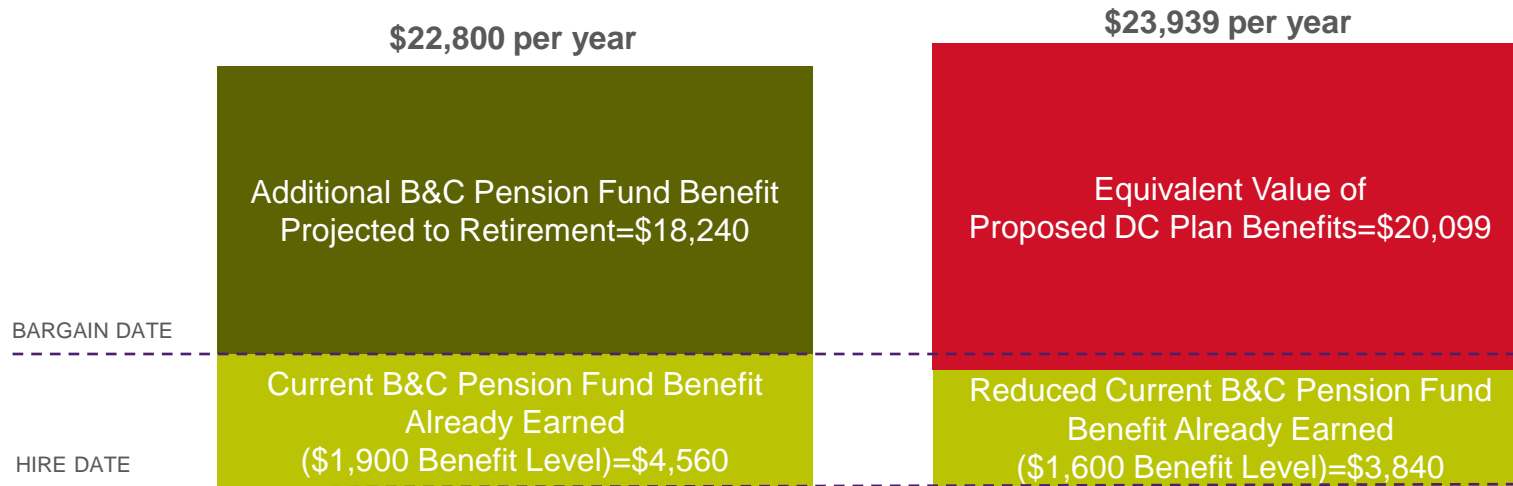 $22,800 per year
Additional B&C Pension Fund Benefit
Projected to Retirement=$18,240
$23,939 per year
Equivalent Value of
Proposed DC Plan Benefits=$20,099
BARGAIN DATE
Current B&C Pension Fund Benefit
Already Earned
($1,900 Benefit Level)=$4,560
Reduced Current B&C Pension Fund
Benefit Already Earned
($1,600 Benefit Level)=$3,840
HIRE DATE